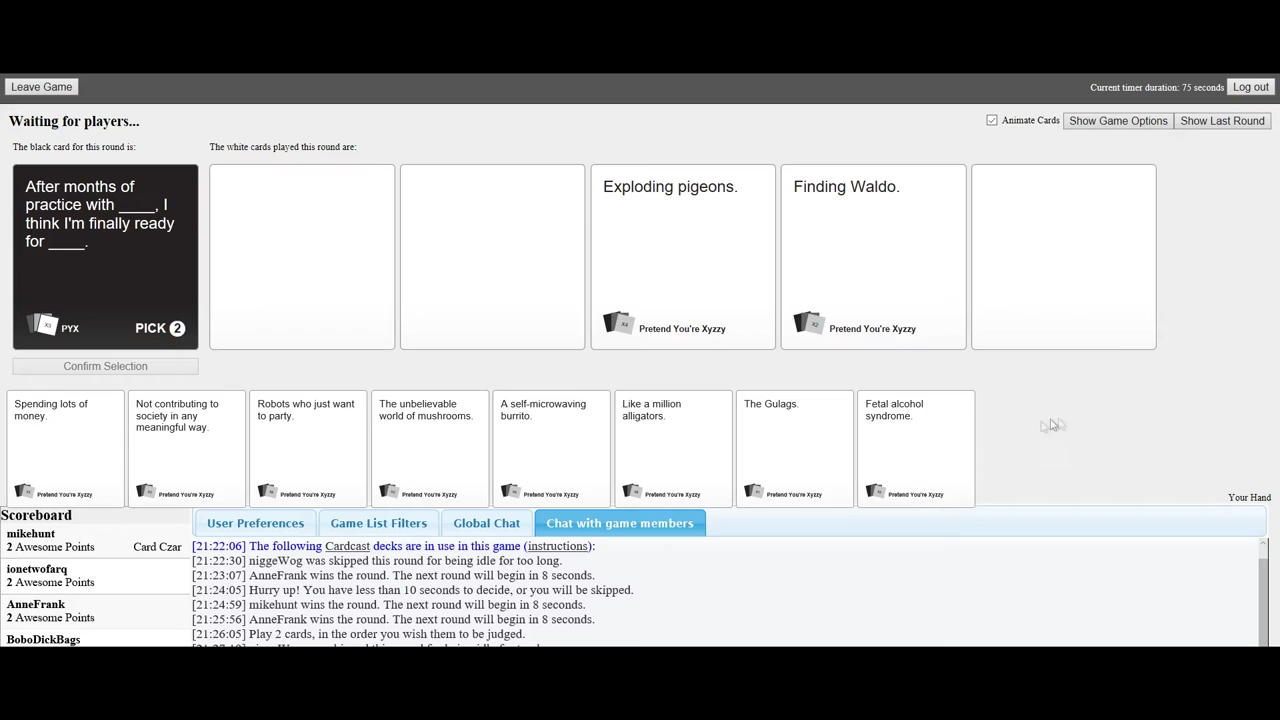 Leave Game
Current timer duration: 75 seconds
Log out
Waiting for players...
Animate Cards
Show Game Options
Show Last Round
The black card for this round is:
The white cards played this round are:
After months of
practice with ____, I
think I'm finally ready
for ____.
X3
PYX
PICK 2
Exploding pigeons.
X4
Pretend You're Xyzzy
Finding Waldo.
X2
Pretend You're Xyzzy
Confirm Selection
Spending lots of
money.
Pretend You're Xyzzy
Not contributing to
society in any
meaningful way.
Pretend You're Xyzzy
Robots who just want
to party.
Pretend You're Xyzzy
The unbelievable
world of mushrooms.
Pretend You're Xyzzy
A self-microwaving
burrito.
Pretend You're Xyzzy
Like a million
alligators.
Pretend You're Xyzzy
The Gulags.
Pretend You're Xyzzy
Fetal alcohol
syndrome.
Pretend You're Xyzzy
Your Hand
Scoreboard
mikehunt
2 Awesome Points
Card Czar
ionetwofarq
2 Awesome Points
AnneFrank
2 Awesome Points
BoboDickBags
User Preferences
Game List Filters
Global Chat
Chat with game members
[21:22:06] The following Cardcast decks are in use in this game (instructions):
[21:22:30] niggeWog was skipped this round for being idle for too long.
[21:23:07] AnneFrank wins the round. The next round will begin in 8 seconds.
[21:24:05] Hurry up! You have less than 10 seconds to decide, or you will be skipped.
[21:24:59] mikehunt wins the round. The next round will begin in 8 seconds.
[21:25:56] AnneFrank wins the round. The next round will begin in 8 seconds.
[21:26:05] Play 2 cards, in the order you wish them to be judged.